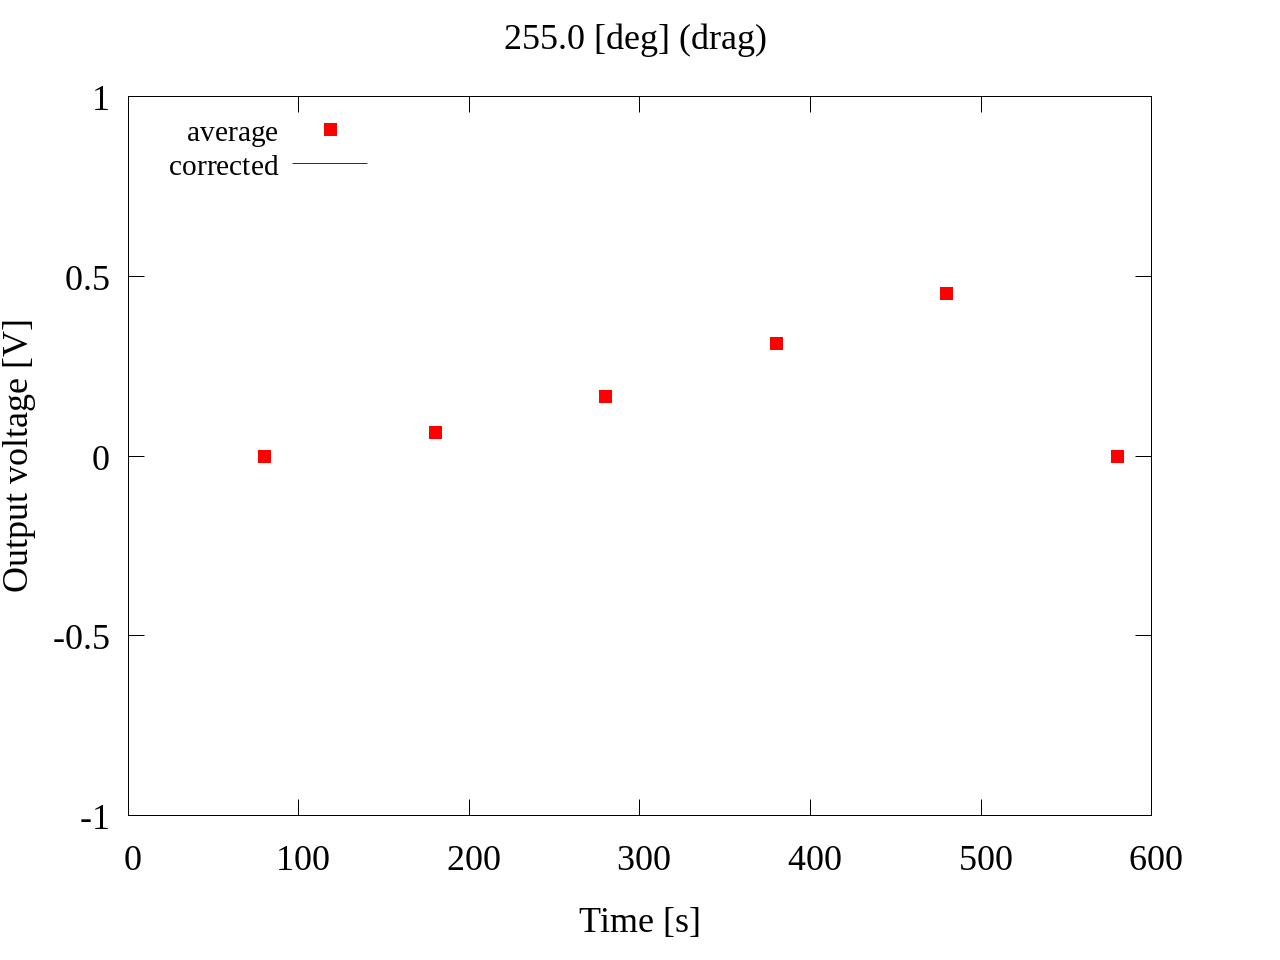 255.0 [deg] (drag)
1
average
corrected
0.5
0
-0.5
-1
Output voltage [V]
0 100 200 300 400 500 600
Time [s]